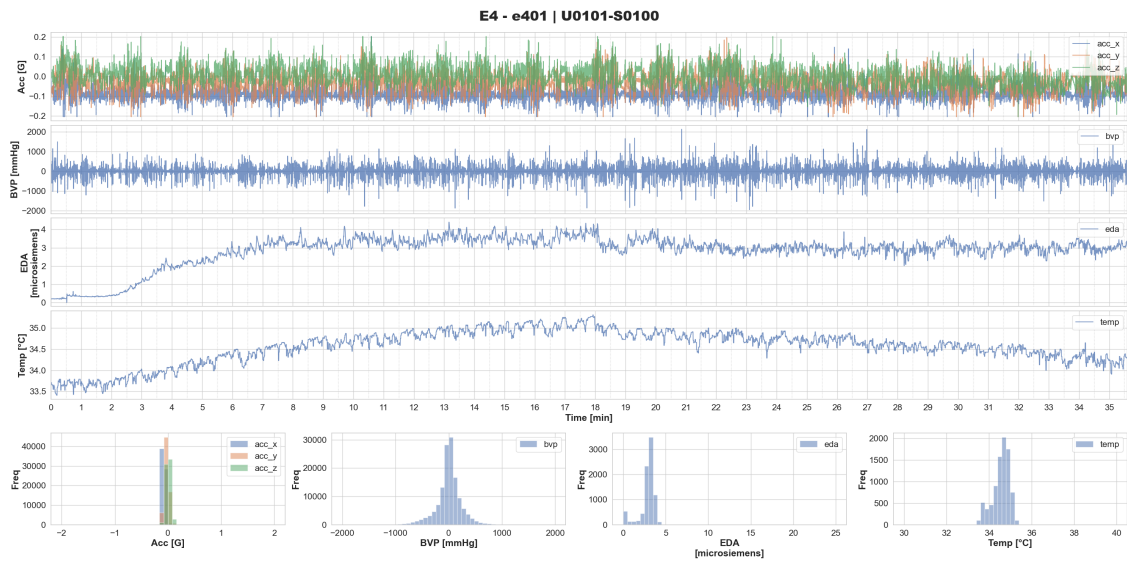 E4 - e401 | U0101-S0100
Acc [G]
0.2
0.1
0.0
−0.1
−0.2
acc_x
acc_y
acc_z
BVP [mmHg]
2000
1000
0
−1000
−2000
bvp
EDA
[microsiemens]
4
3
2
1
0
eda
Temp [°C]
35.0
34.5
34.0
33.5
temp
0 1 2 3 4 5 6 7 8 9 10 11 12 13 14 15 16 17 18 19 20 21 22 23 24 25 26 27 28 29 30 31 32 33 34 35
Time [min]
Freq
40000
30000
20000
10000
0
acc_x
acc_y
acc_z
−2 −1 0 1 2
Acc [G]
Freq
30000
20000
10000
0
bvp
−2000 −1000 0 1000 2000
BVP [mmHg]
Freq
3000
2000
1000
0
eda
0 5 10 15 20 25
EDA
[microsiemens]
Freq
2000
1500
1000
500
0
temp
30 32 34 36 38 40
Temp [°C]